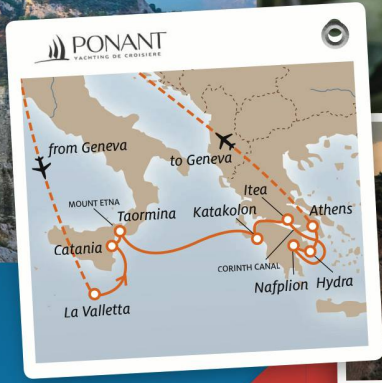 PONANT
YACHTING DE CROISIERE
from Geneva
to Geneva
MOUNT ETNA
Taormina
Catania
La Valletta
Katakolon
Itea
Athens
CORINTH CANAL
Nafplion
Hydra